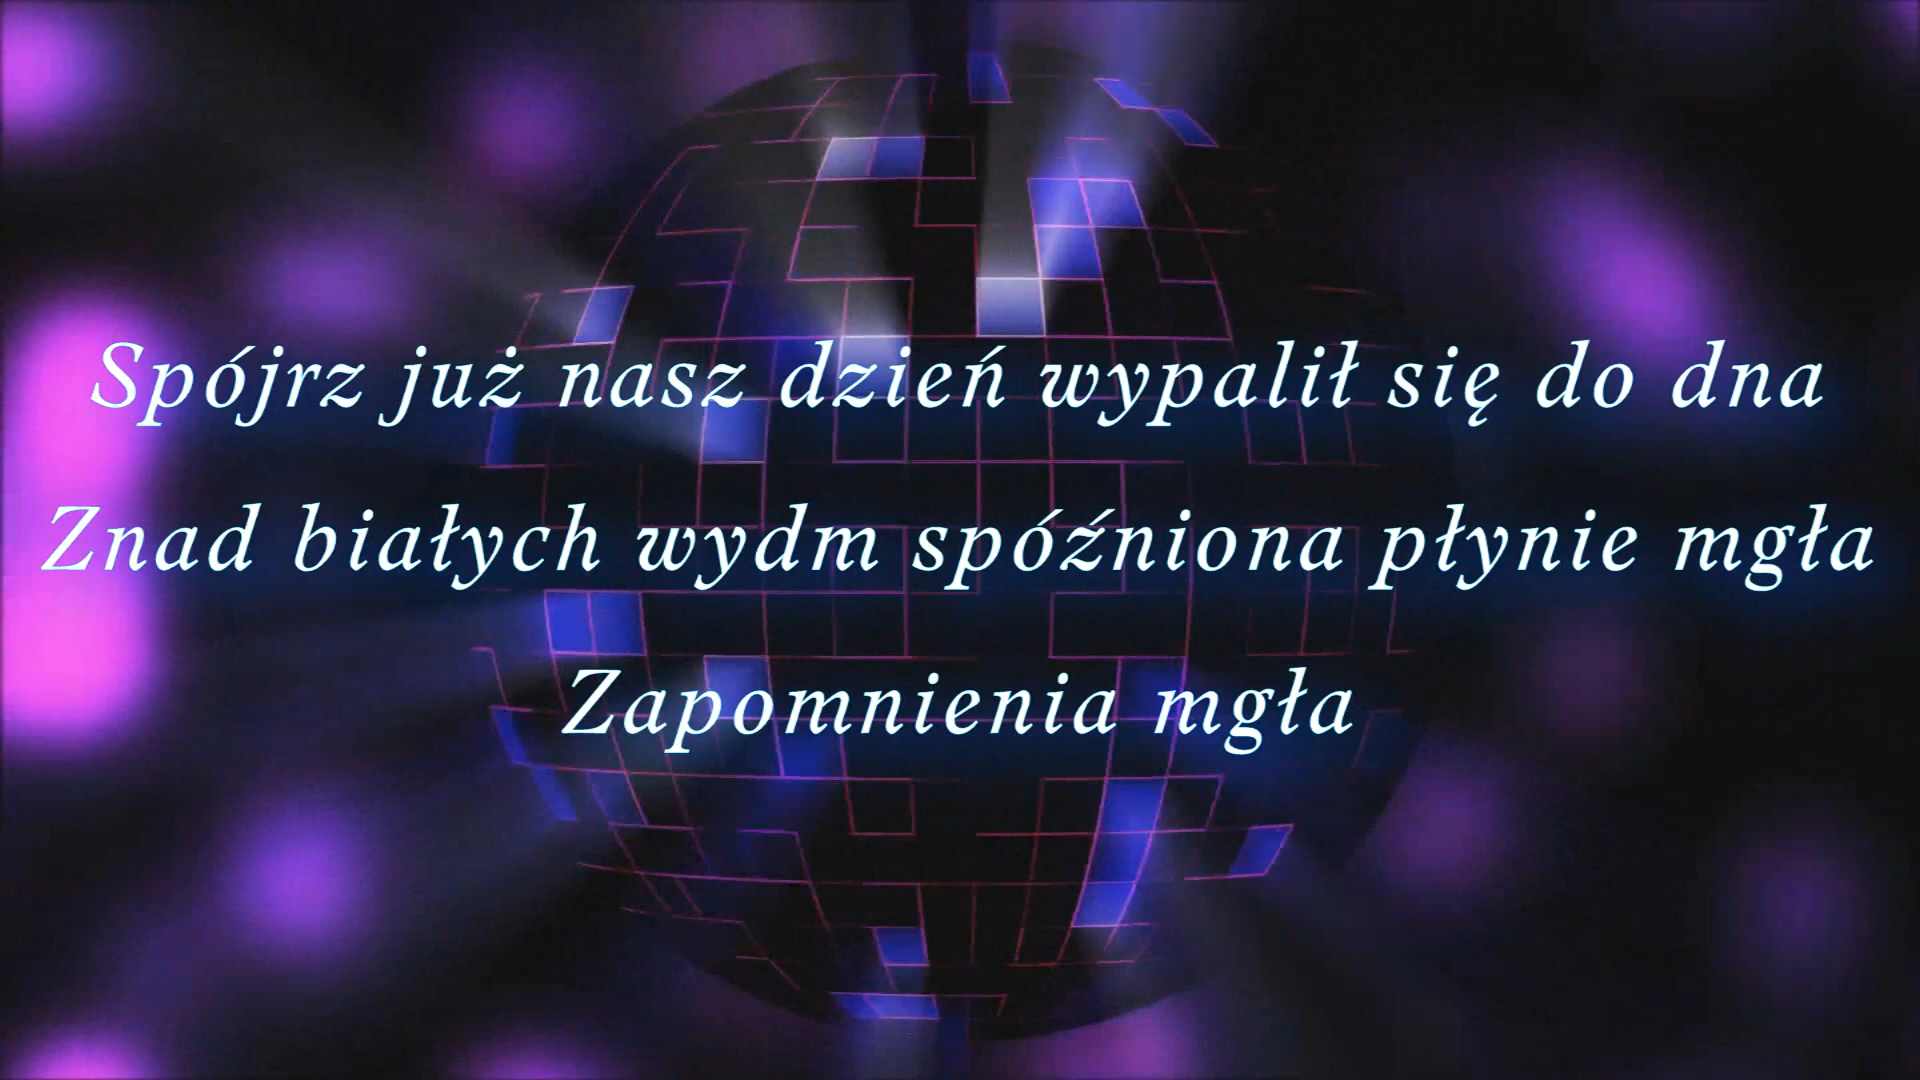 Spójrz już nasz dzień wypalił się do dna
Znad białych wydm spóźniona płynie mgła
Zapomnienia mgła